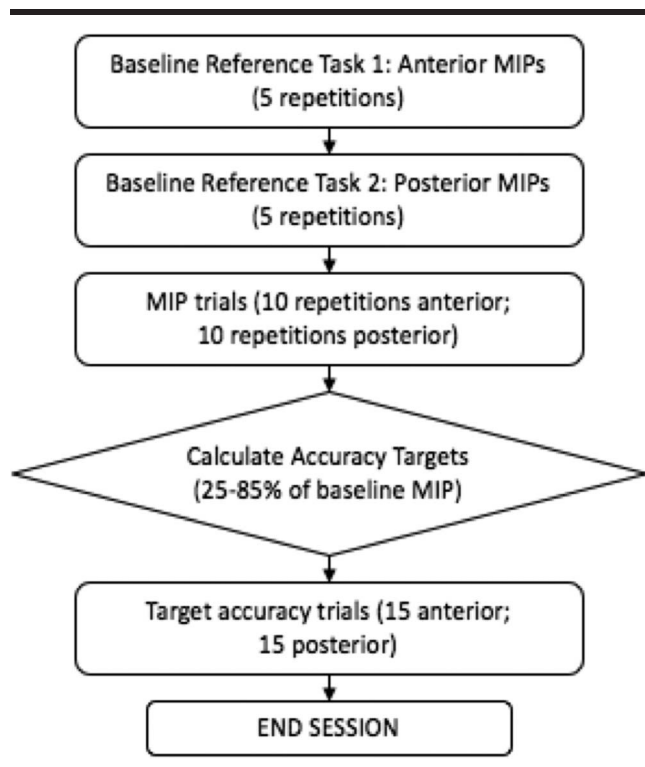 Baseline Reference Task 1: Anterior MIPs
(5 repetitions)
Baseline Reference Task 2: Posterior MIPs
(5 repetitions)
MIP trials (10 repetitions anterior;
10 repetitions posterior)
Calculate Accuracy Targets
(25-85% of baseline MIP)
Target accuracy trials (15 anterior;
15 posterior)
END SESSION